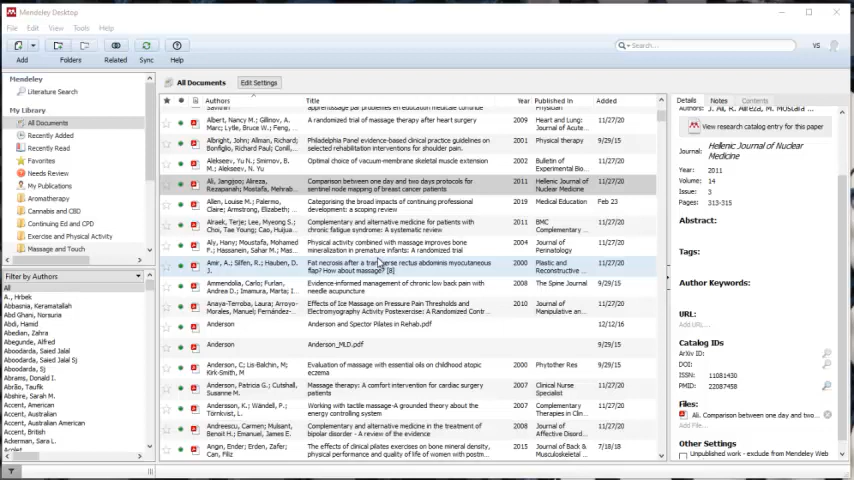 Mendeley Desktop
File Edit View Tools Help
Search...
VS
Add Folders Related Sync Help
Mendeley
Literature Search
My Library
All Documents
Recently Added
Recently Read
Favorites
Needs Review
My Publications
Aromatherapy
Cannabis and CBD
Continuing Ed and CPD
Exercise and Physical Activity
Massage and Touch
Filter by Authors
All
A., Hrbek
Abbasnia, Keramatallah
Abd Ghani, Norsuria
Abdi, Hamid
Abedian, Zahra
Abegunde, Alfred
Aboodarda, Saied Jalal
Aboodarda, Saied Jalal Sj
Aboodarda, Sj
Abrams, Donald I.
Abrão, Taufik
Abshire, Sarah M.
Accent, Australian
Accent, Australian
Accent, British
Ackerman, Sara L.
All Documents Edit Settings
Authors Title Year Published In Added
apprentissage par problèmes en éducation médicale Physician
Albert, Nancy M.; Gillinov, A. Marc; Lytle, Bruce W.; Feng, ...
A randomized trial of massage therapy after heart surgery
2009 Heart and Lung: Journal of Acute... 11/27/20
Albright, John; Allman, Richard; Bonfiglio, Richard Paul; Conill, ...
Philadelphia Panel evidence-based clinical practice guidelines on selected rehabilitation interventions for shoulder pain.
2001 Physical therapy 9/29/15
Alekseev, Yu N.; Smirnov, B. M.; Alekseev, Y. N
Optimal choice of vacuum-membrane skeletal muscle extension
2002 Bulletin of Experimental Bio... 11/27/20
Ali, Jangjoo; Alireza, Rezapanah; Mostafa, Mehrab...
Comparison between one day and two days protocols for sentinel node mapping of breast cancer patients
2011 Hellenic Journal of Nuclear Medicine 11/27/20
Allen, Louise M.; Palermo, Claire; Armstrong, Elizabeth; ...
Categorising the broad impacts of continuing professional development: a scoping review
2019 Medical Education Feb 23
Alraek, Terje; Lee, Myeong S.; Choi, Tae Young; Cao, Huijua...
Complementary and alternative medicine for patients with chronic fatigue syndrome: A systematic review
2011 BMC Complementary ... 11/27/20
Aly, Hany; Moustafa, Mohamed F.; Hassanein, Sahar M.; ...
Physical activity combined with massage improves bone mineralization in premature infants: A randomized trial
2004 Journal of Perinatology 11/27/20
Amir, A.; Silfen, R.; Hauben, D. J.
Fat necrosis after a transverse rectus abdominis myocutaneous flap? How about massage? [8]
2000 Plastic and Reconstructive ... 11/27/20
Ammendolia, Carlo; Furlan, Andrea D.; Imamura, Marta; I...
Evidence-informed management of chronic low back pain with needle acupuncture
2008 The Spine Journal 9/29/15
Anaya-Terroba, Laura; Arroyo-Morales, Manuel; Fernández-...
Effects of Ice Massage on Pressure Pain Thresholds and Electromyography Activity Postexercise: A Randomized Contr...
2010 Journal of Manipulative an... 11/27/20
Anderson Anderson and Spector Pilates in Rehab.pdf 12/12/16
Anderson Anderson_MLD.pdf 9/29/15
Anderson, C; Lis-Balchin, M; Kirk-Smith, M
Evaluation of massage with essential oils on childhood atopic eczema
2000 Phytother Res 9/29/15
Anderson, Patricia G.; Cutshall, Susanne M.
Massage therapy: A comfort intervention for cardiac surgery patients
2007 Clinical Nurse Specialist 11/27/20
Andersson, K.; Wändell, P.; Törnkvist, L.
Working with tactile massage-A grounded theory about the energy controlling system
2007 Complementary Therapies in Clin... 11/27/20
Andreescu, Carmen; Mulsant, Benoit H.; Emanuel, James E.
Complementary and alternative medicine in the treatment of bipolar disorder - A review of the evidence
2008 Journal of Affective Disord... 11/27/20
Angın, Ender; Erden, Zafer; Can, Filiz
The effects of clinical pilates exercises on bone mineral density, physical performance and quality of life of women with postm...
2015 Journal of Back & Musculoskeletal... 7/18/18
Details Notes Contents
Authors: J. Ali, R. Alireza, M. Mostafa ...
View research catalog entry for this paper
Journal: Hellenic Journal of Nuclear Medicine
Year: 2011
Volume: 14
Issue: 3
Pages: 313-315
Abstract:
Tags:
Author Keywords:
URL:
Add URL...
Catalog IDs
ArXiv ID:
DOI:
ISSN: 11081430
PMID: 22087458
Files:
Ali. Comparison between one day and two...
Add File...
Other Settings
Unpublished work - exclude from Mendeley Web